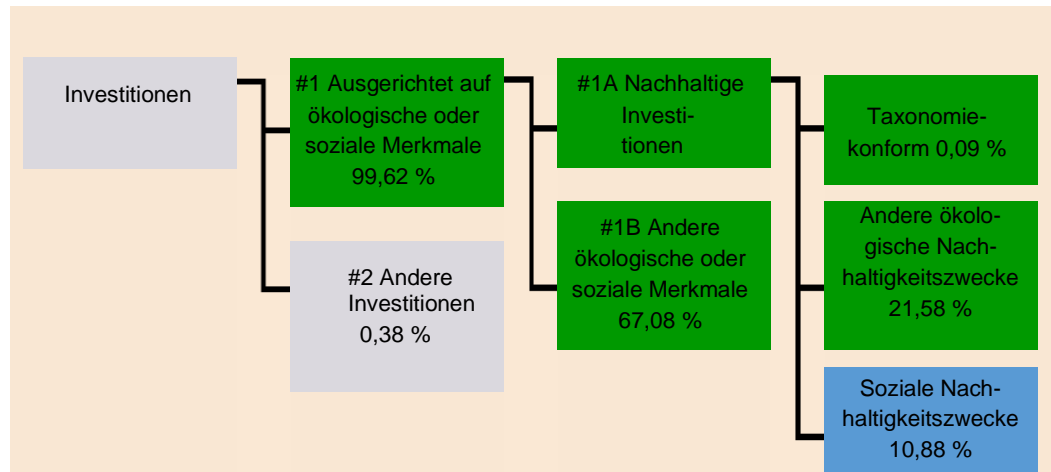 Investitionen
#1 Ausgerichtet auf
ökologische oder
soziale Merkmale
99,62 %
#2 Andere
Investitionen
0,38 %
#1A Nachhaltige
Investi-
tionen
#1B Andere
ökologische oder
soziale Merkmale
67,08 %
Taxonomie-
konform 0,09 %
Andere ökolo-
gische Nach-
haltigkeitszwecke
21,58 %
Soziale Nach-
haltigkeitszwecke
10,88 %